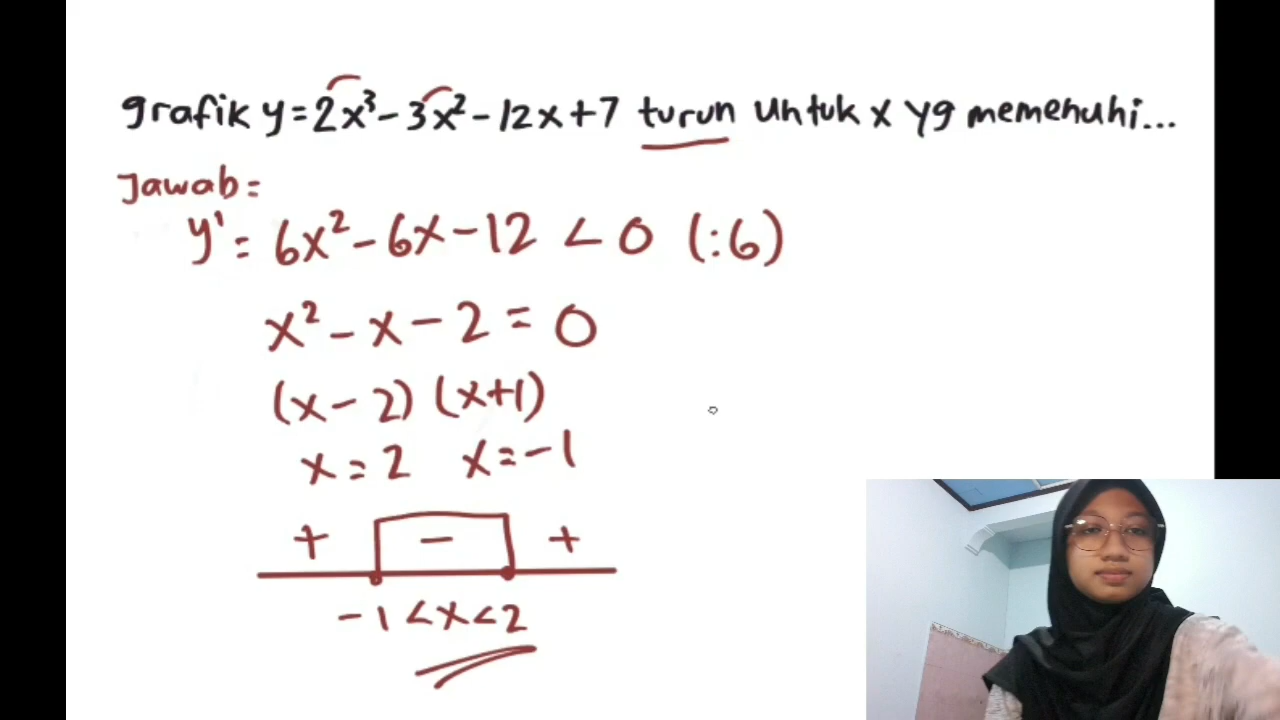 grafik y=2x³-3x²-12x+7 turun untuk x yg memenuhi...
Jawab=
y'= 6x²-6x-12 < 0 (:6)
x²-x-2=0
(x-2) (x+1)
x=2 x=-1
+ - +
-1<x<2